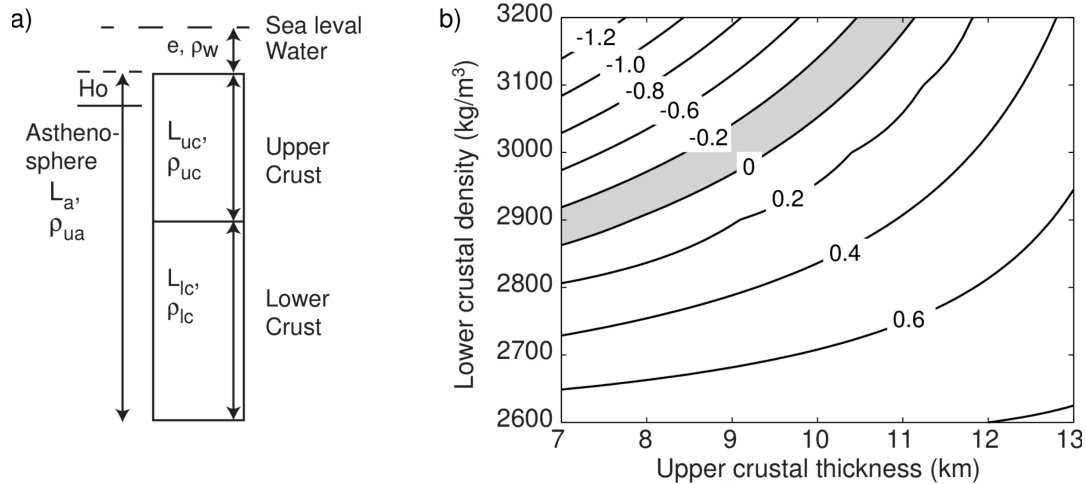 a)
Sea leval
Water
e, ρw
Ho
Astheno-
sphere
La,
ρua
Luc,
ρuc
Upper
Crust
Llc,
ρlc
Lower
Crust
b)
Lower crustal density (kg/m³)
3200
3100
3000
2900
2800
2700
2600
-1.2
-1.0
-0.8
-0.6
-0.2
0
0.2
0.4
0.6
7 8 9 10 11 12 13
Upper crustal thickness (km)